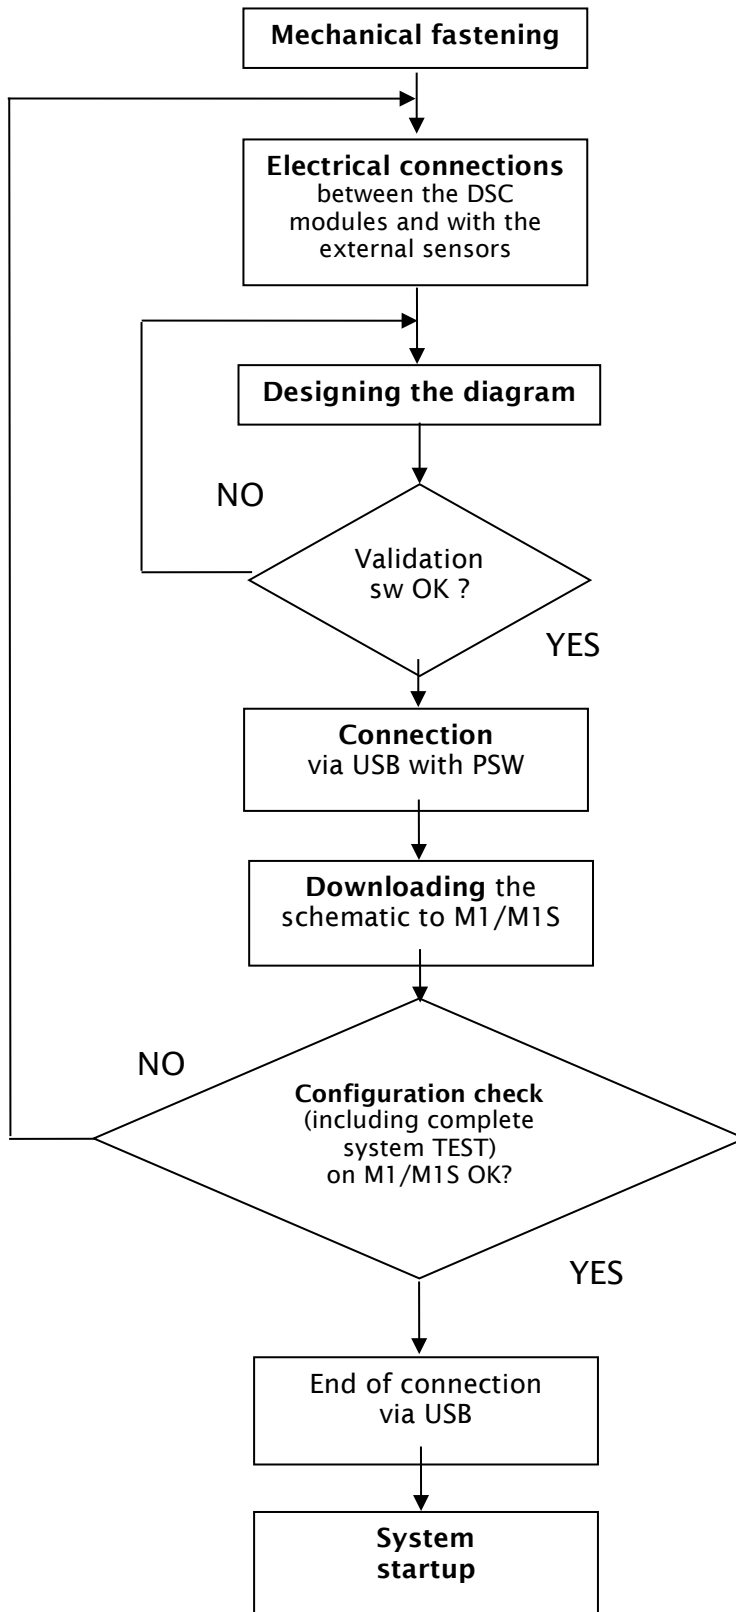 Mechanical fastening
Electrical connections
between the DSC
modules and with the
external sensors
Designing the diagram
NO
Validation
sw OK ?
YES
Connection
via USB with PSW
Downloading the
schematic to M1/M1S
NO
Configuration check
(including complete
system TEST)
on M1/M1S OK?
YES
End of connection
via USB
System
startup